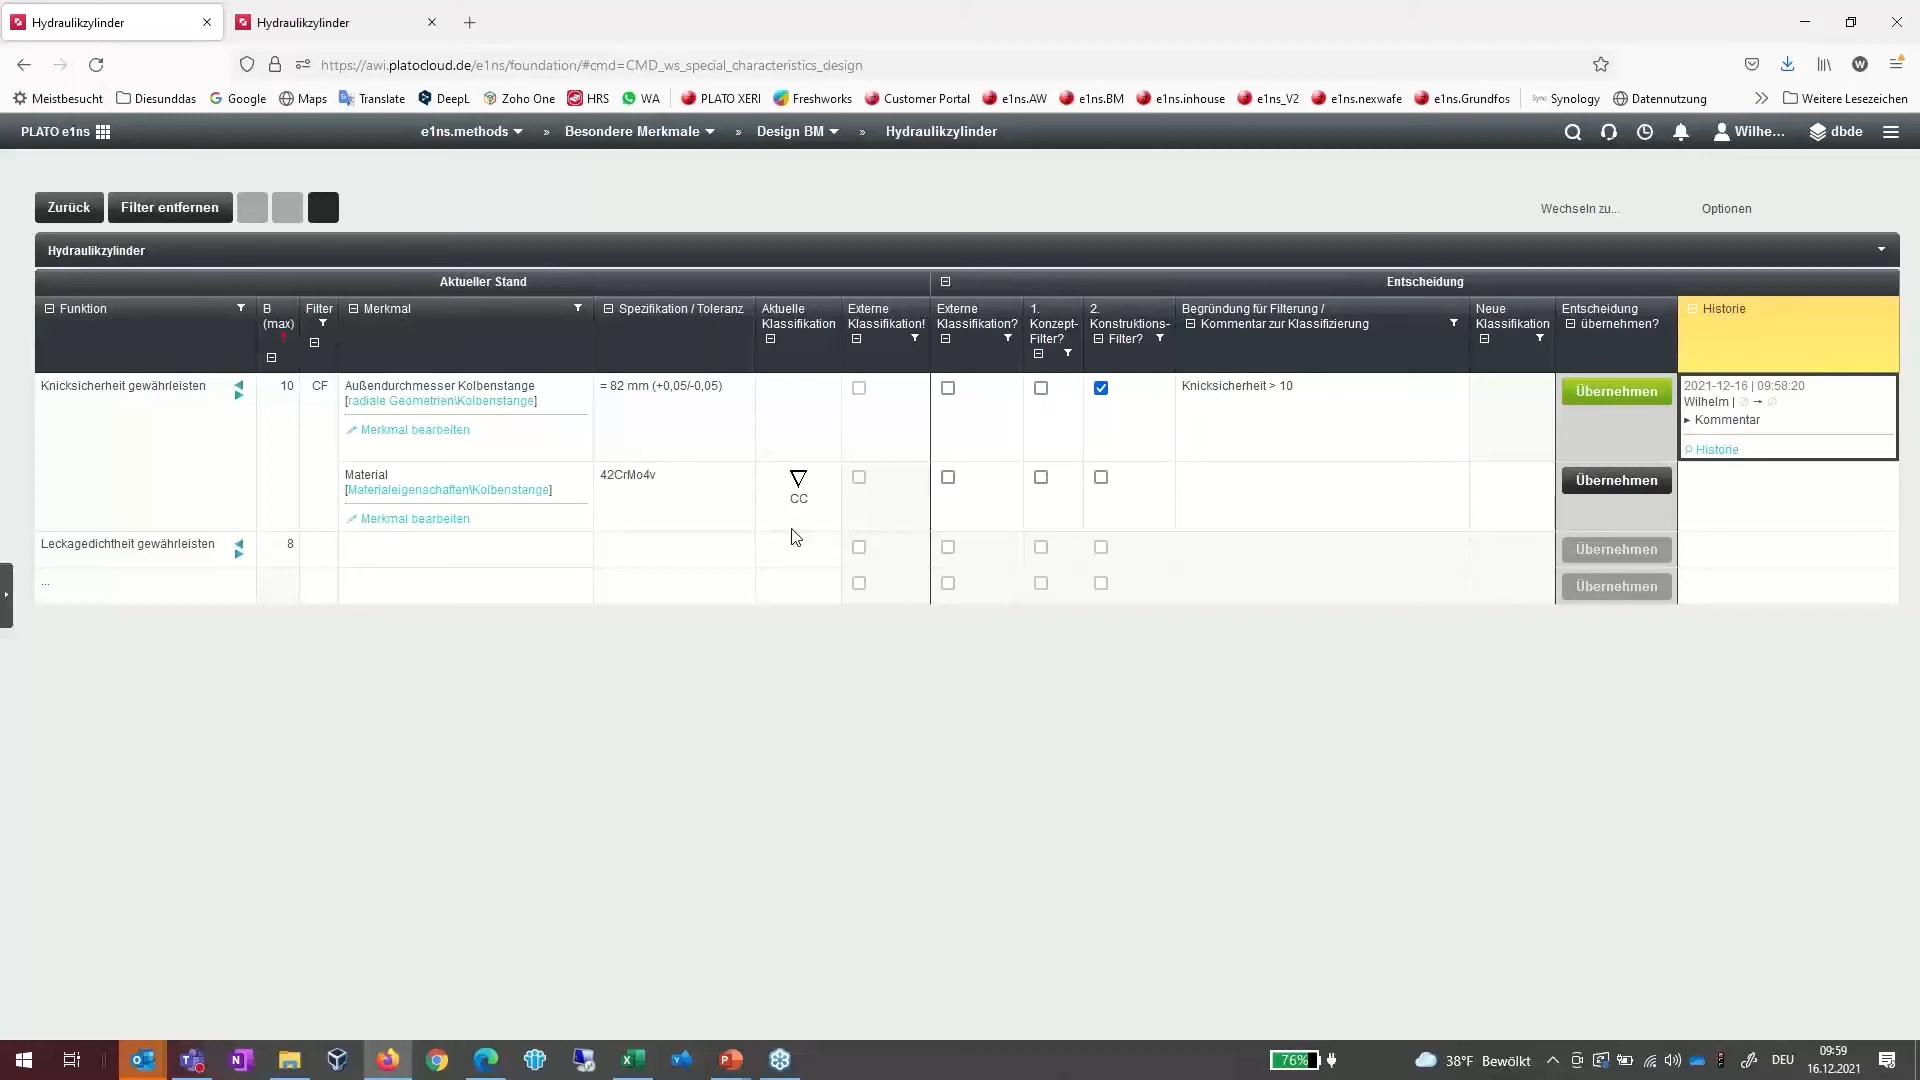 Hydraulikzylinder
Hydraulikzylinder
https://awi.platocloud.de/e1ns/foundation/#cmd=CMD_ws_special_characteristics_design
Meistbesucht Diesunddas Google Maps Translate DeepL Zoho One HRS WA PLATO XERI Freshworks Customer Portal e1ns.AW e1ns.BM e1ns.inhouse e1ns_V2 e1ns.nexwafe e1ns.Grundfos Synology Datennutzung Weitere Lesezeichen
PLATO e1ns e1ns.methods » Besondere Merkmale » Design BM » Hydraulikzylinder Wilhe... dbde
Zurück Filter entfernen Wechseln zu... Optionen
Hydraulikzylinder
Aktueller Stand Entscheidung
Funktion
B
(max)
!
Filter
Merkmal
Spezifikation / Toleranz
Aktuelle
Klassifikation
Externe
Klassifikation!
Externe
Klassifikation?
1.
Konzept-
Filter?
2.
Konstruktions-
Filter?
Begründung für Filterung /
Kommentar zur Klassifizierung
Neue
Klassifikation
Entscheidung
übernehmen?
Historie
Knicksicherheit gewährleisten 10 CF
Außendurchmesser Kolbenstange
[radiale Geometrien\Kolbenstange]
Merkmal bearbeiten
= 82 mm (+0,05/-0,05)
Knicksicherheit > 10
Übernehmen
2021-12-16 | 09:58:20
Wilhelm |
Kommentar
Historie
Material
[Materialeigenschaften\Kolbenstange]
Merkmal bearbeiten
42CrMo4v
CC
Übernehmen
Leckagedichtheit gewährleisten 8 Übernehmen
... Übernehmen
76% 38°F Bewölkt DEU
09:59
16.12.2021